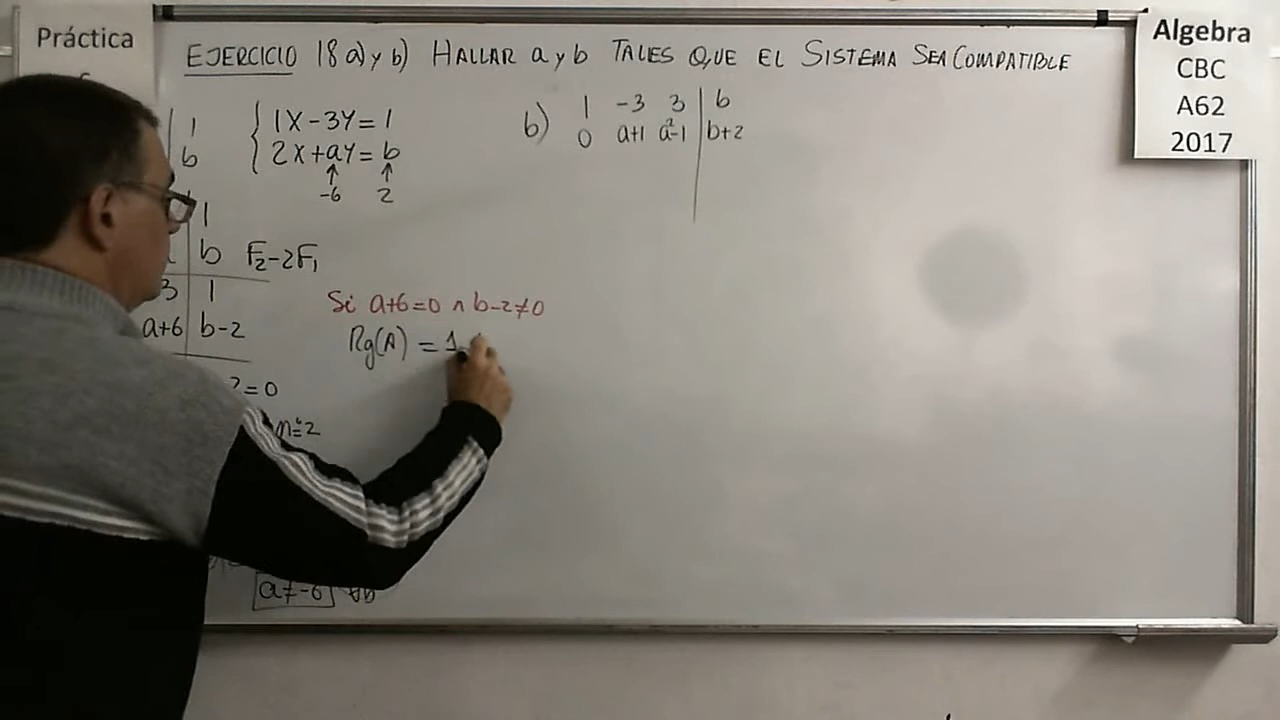 Práctica
Algebra
CBC
A62
2017
EJERCICIO 18 a) y b) HALLAR a y b TALES QUE EL SISTEMA SEA COMPATIBLE
1
b
1X-3Y=1
2X+aY=b
↑ ↑
-6 2
1
b F₂-2F₁
3 1
a+6 b-2
2=0
n=2
a≠-6 ∀b
Si a+6=0 ∧ b-2≠0
Rg(A) = 1
b) 1 -3 3 | b
0 a+1 a²-1 | b+2